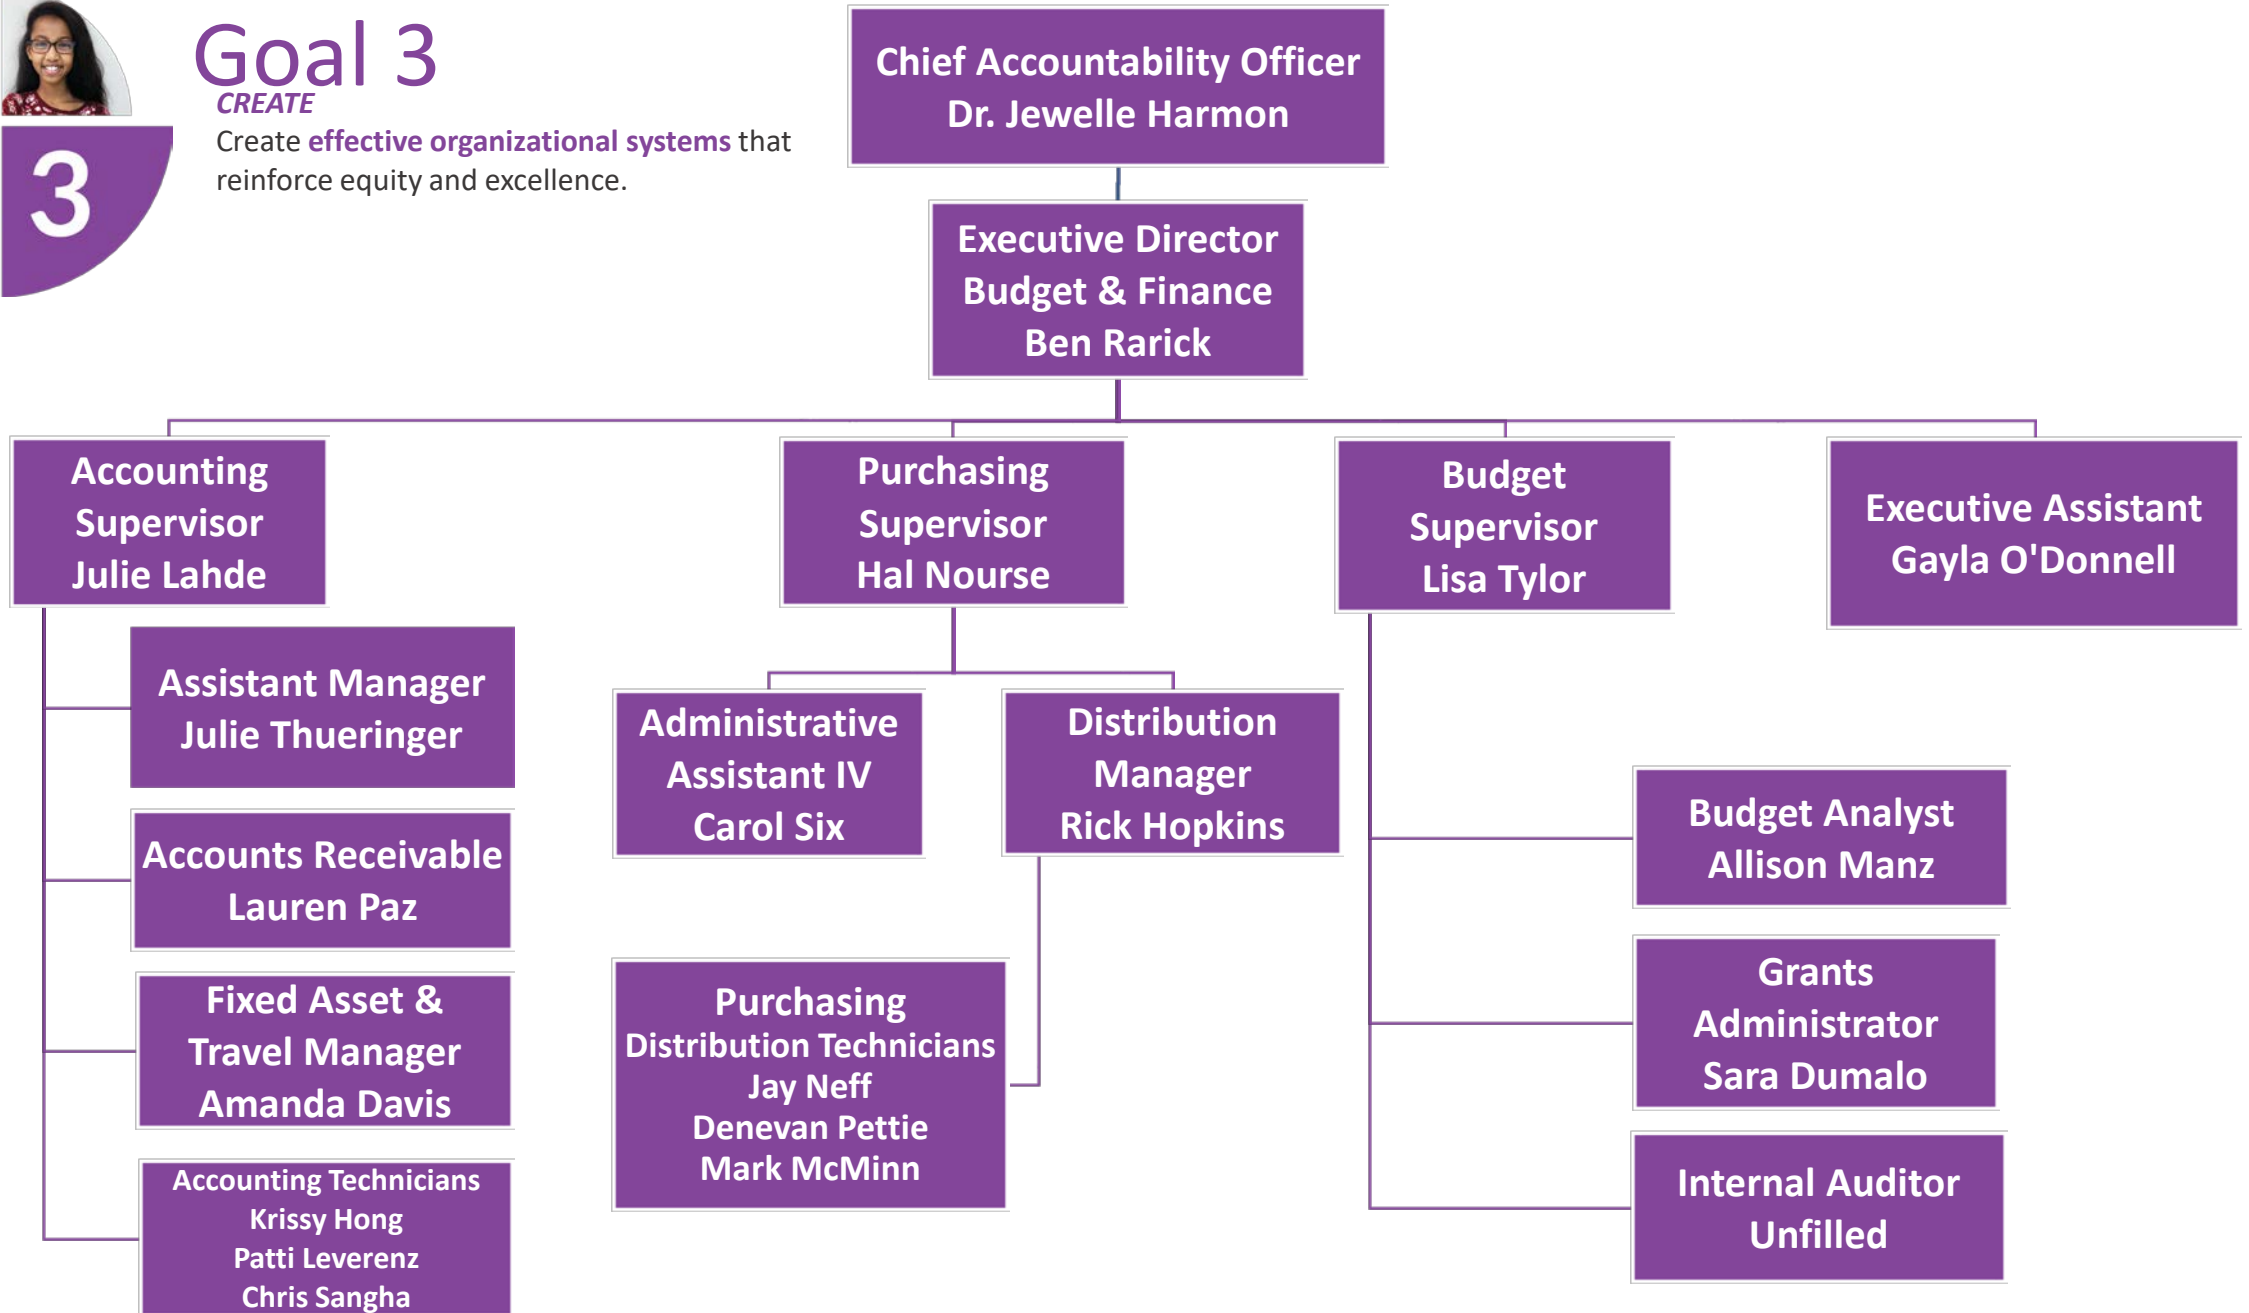 Goal 3
CREATE
Create effective organizational systems that
reinforce equity and excellence.
3
Chief Accountability Officer
Dr. Jewelle Harmon
Executive Director
Budget & Finance
Ben Rarick
Accounting
Supervisor
Julie Lahde
Purchasing
Supervisor
Hal Nourse
Budget
Supervisor
Lisa Tylor
Executive Assistant
Gayla O'Donnell
Assistant Manager
Julie Thueringer
Accounts Receivable
Lauren Paz
Fixed Asset &
Travel Manager
Amanda Davis
Accounting Technicians
Krissy Hong
Patti Leverenz
Chris Sangha
Administrative
Assistant IV
Carol Six
Distribution
Manager
Rick Hopkins
Purchasing
Distribution Technicians
Jay Neff
Denevan Pettie
Mark McMinn
Budget Analyst
Allison Manz
Grants
Administrator
Sara Dumalo
Internal Auditor
Unfilled